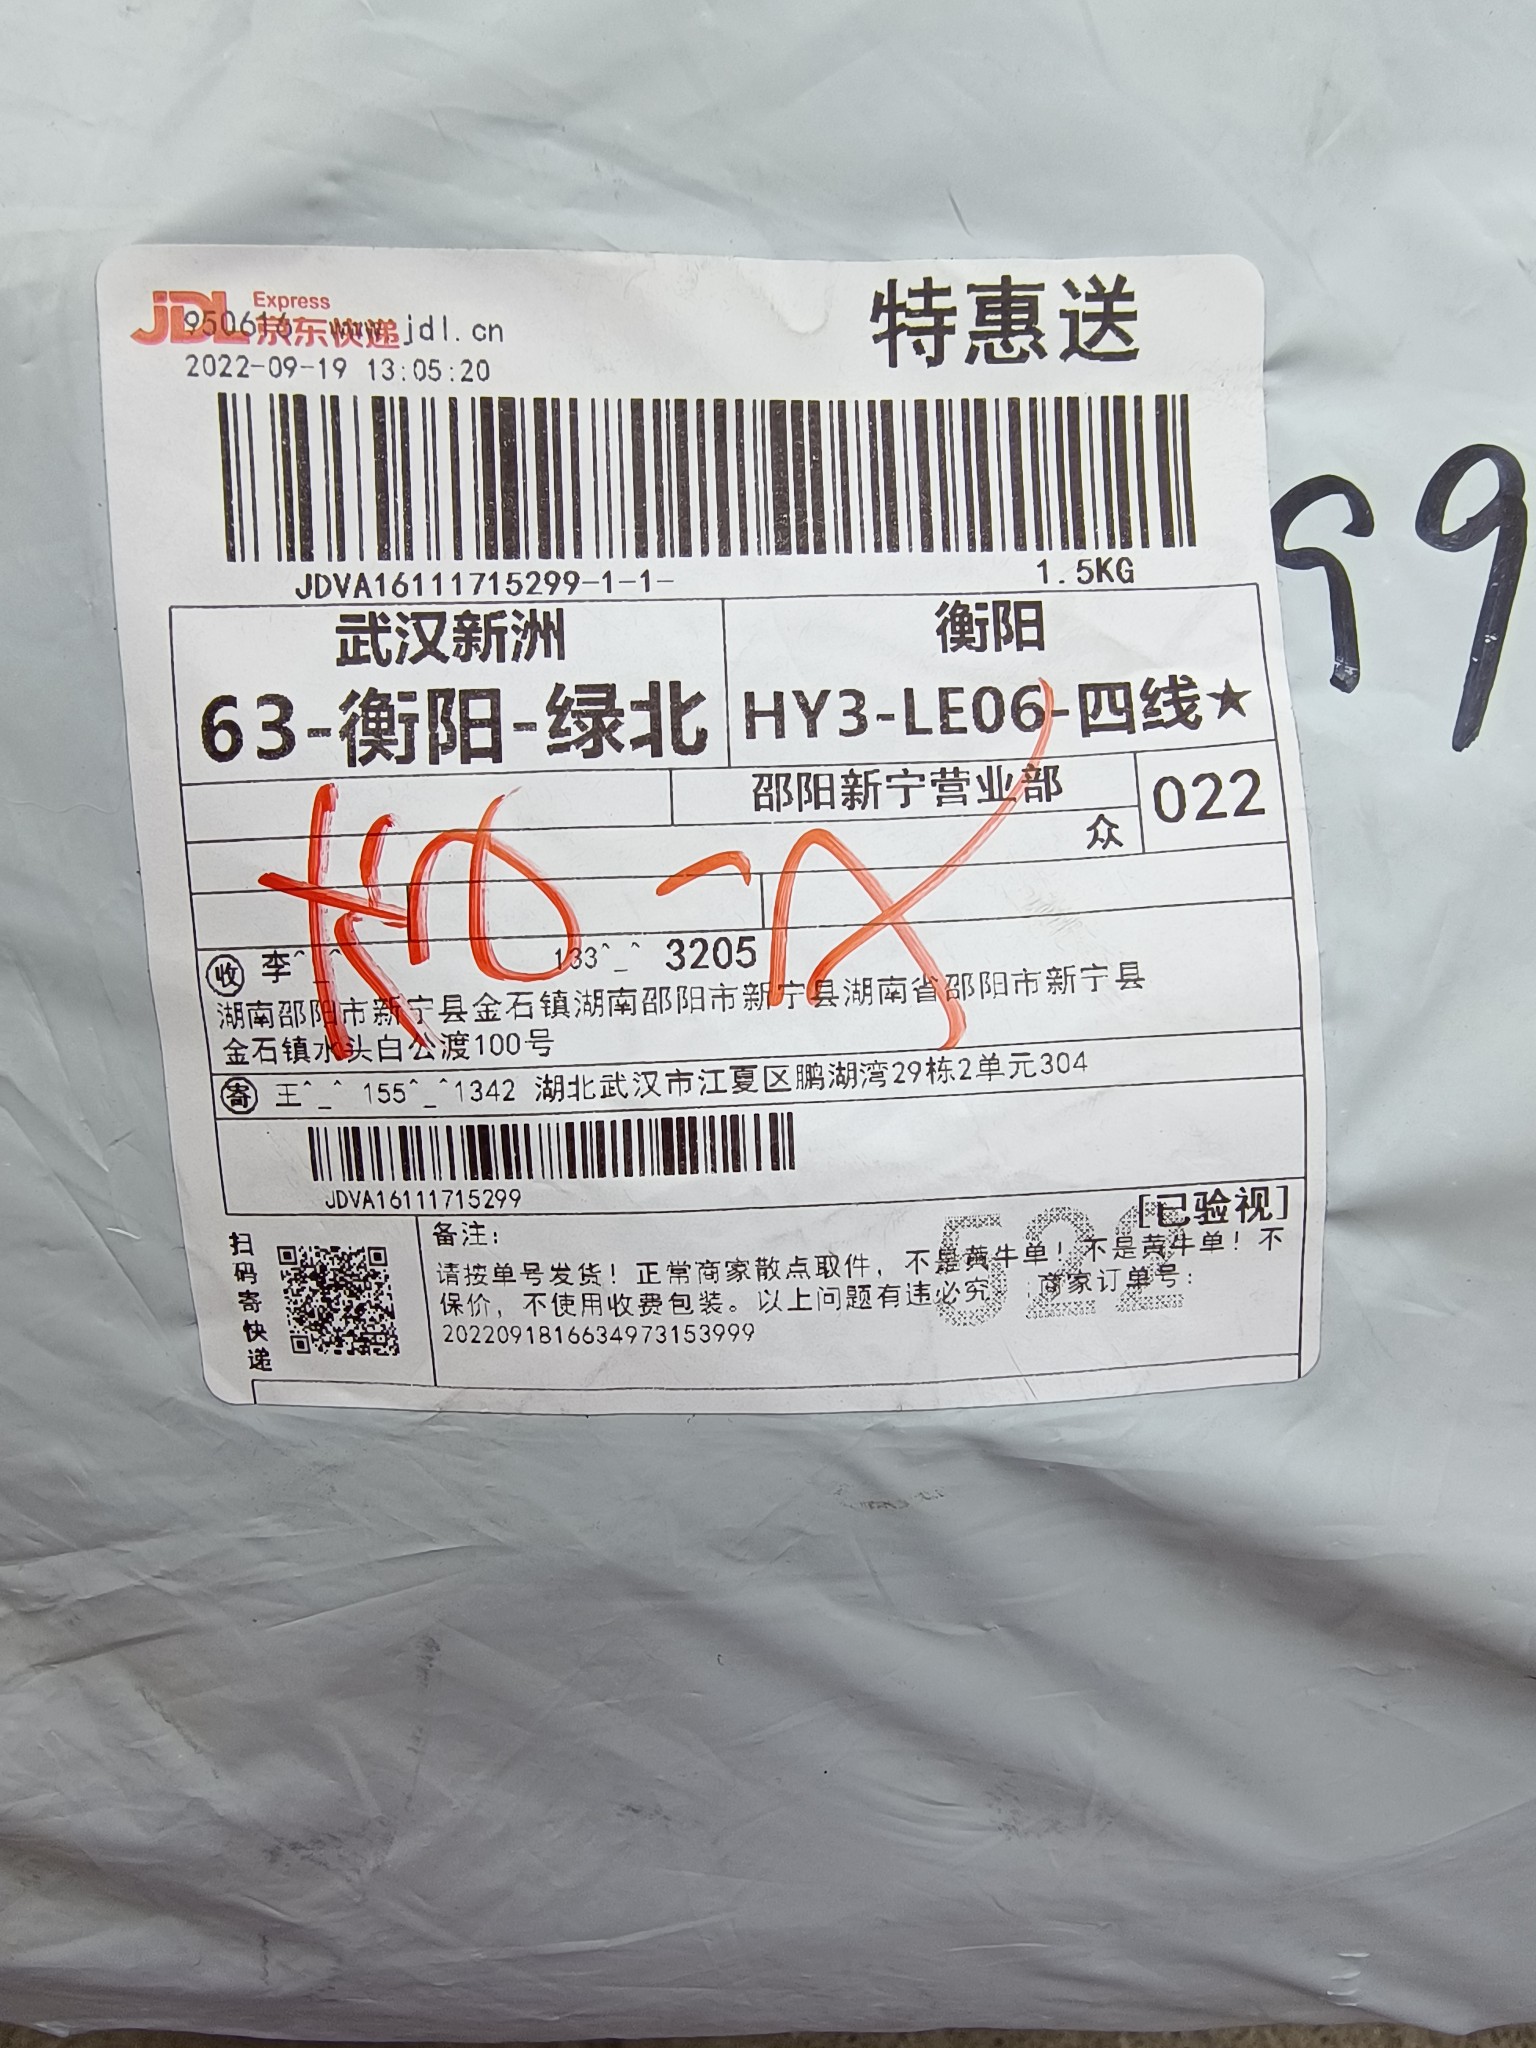 JDL Express
京东快递
950616 www.jdl.cn
特惠送
2022-09-19 13:05:20
JDVA16111715299-1-1-
1.5KG
武汉新洲
衡阳
63-衡阳-绿北
HY3-LE06-四线★
邵阳新宁营业部
022
众
收 李^_^ 133^_^ 3205
湖南邵阳市新宁县金石镇湖南邵阳市新宁县湖南省邵阳市新宁县
金石镇水头白公渡100号
寄 王^_^ 155^_^1342 湖北武汉市江夏区鹏湖湾29栋2单元304
JDVA16111715299
[已验视]
扫码寄快递
备注：
请按单号发货！正常商家散点取件，不是黄牛单！不是黄牛单！不
保价，不使用收费包装。以上问题有违必究 ；商家订单号：
20220918166349731539​99
522
99